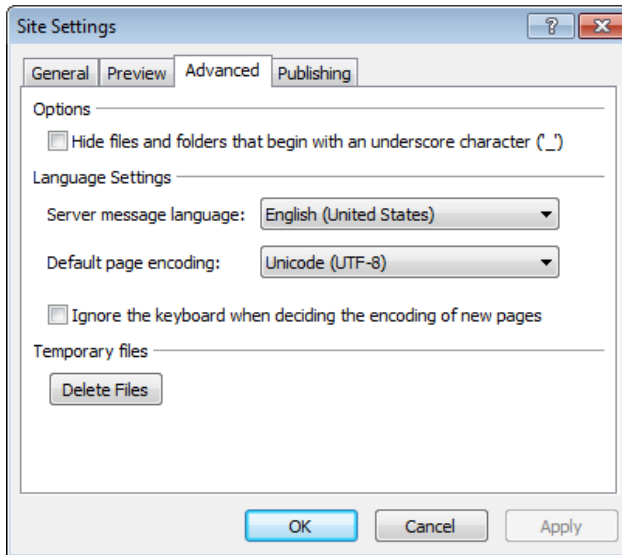 Site Settings
General Preview Advanced Publishing
Options
Hide files and folders that begin with an underscore character ('_')
Language Settings
Server message language: English (United States)
Default page encoding: Unicode (UTF-8)
Ignore the keyboard when deciding the encoding of new pages
Temporary files
Delete Files
OK Cancel Apply